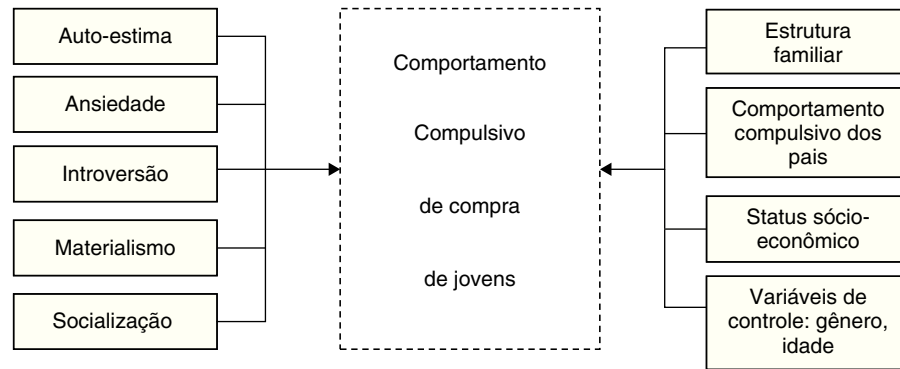 Auto-estima
Ansiedade
Introversão
Materialismo
Socialização
Comportamento
Compulsivo
de compra
de jovens
Estrutura
familiar
Comportamento
compulsivo dos
pais
Status sócio-
econômico
Variáveis de
controle: gênero,
idade